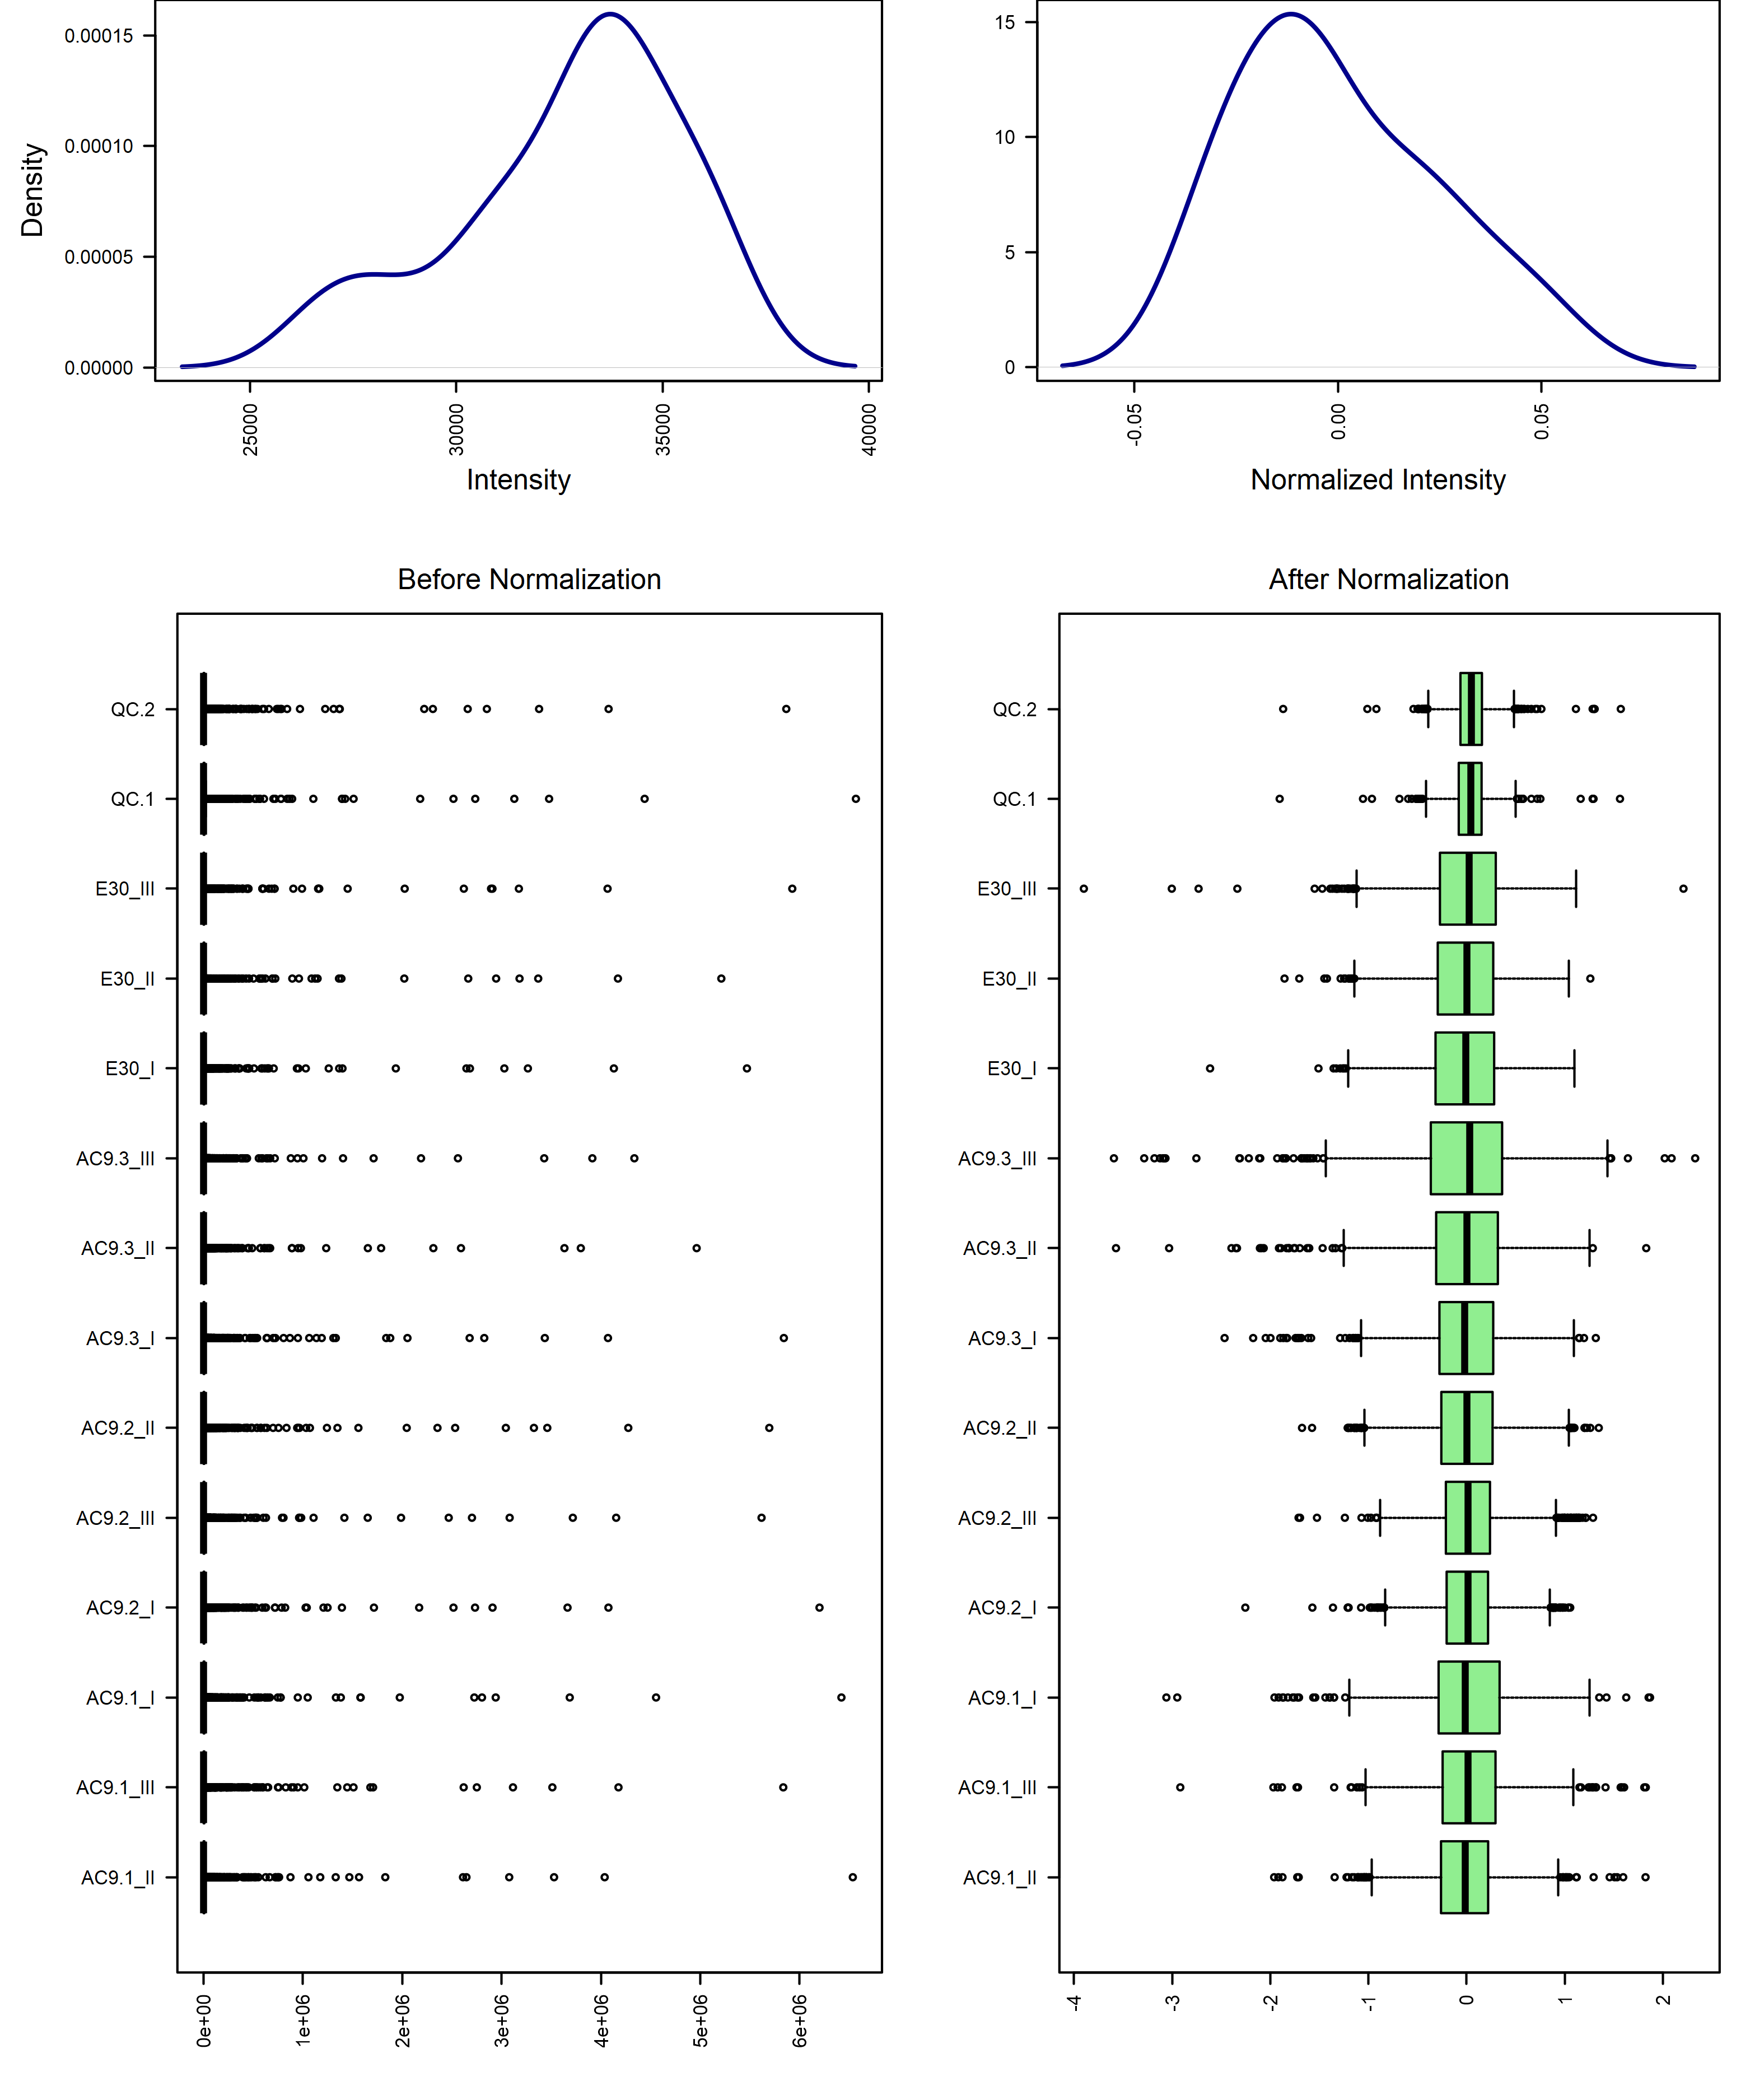 Density
0.00015
0.00010
0.00005
0.00000
25000
30000
35000
40000
Intensity
15
10
5
0
-0.05
0.00
0.05
Normalized Intensity
Before Normalization
QC.2
QC.1
E30_III
E30_II
E30_I
AC9.3_III
AC9.3_II
AC9.3_I
AC9.2_II
AC9.2_III
AC9.2_I
AC9.1_I
AC9.1_III
AC9.1_II
0e+00
1e+06
2e+06
3e+06
4e+06
5e+06
6e+06
After Normalization
QC.2
QC.1
E30_III
E30_II
E30_I
AC9.3_III
AC9.3_II
AC9.3_I
AC9.2_II
AC9.2_III
AC9.2_I
AC9.1_I
AC9.1_III
AC9.1_II
-4
-3
-2
-1
0
1
2